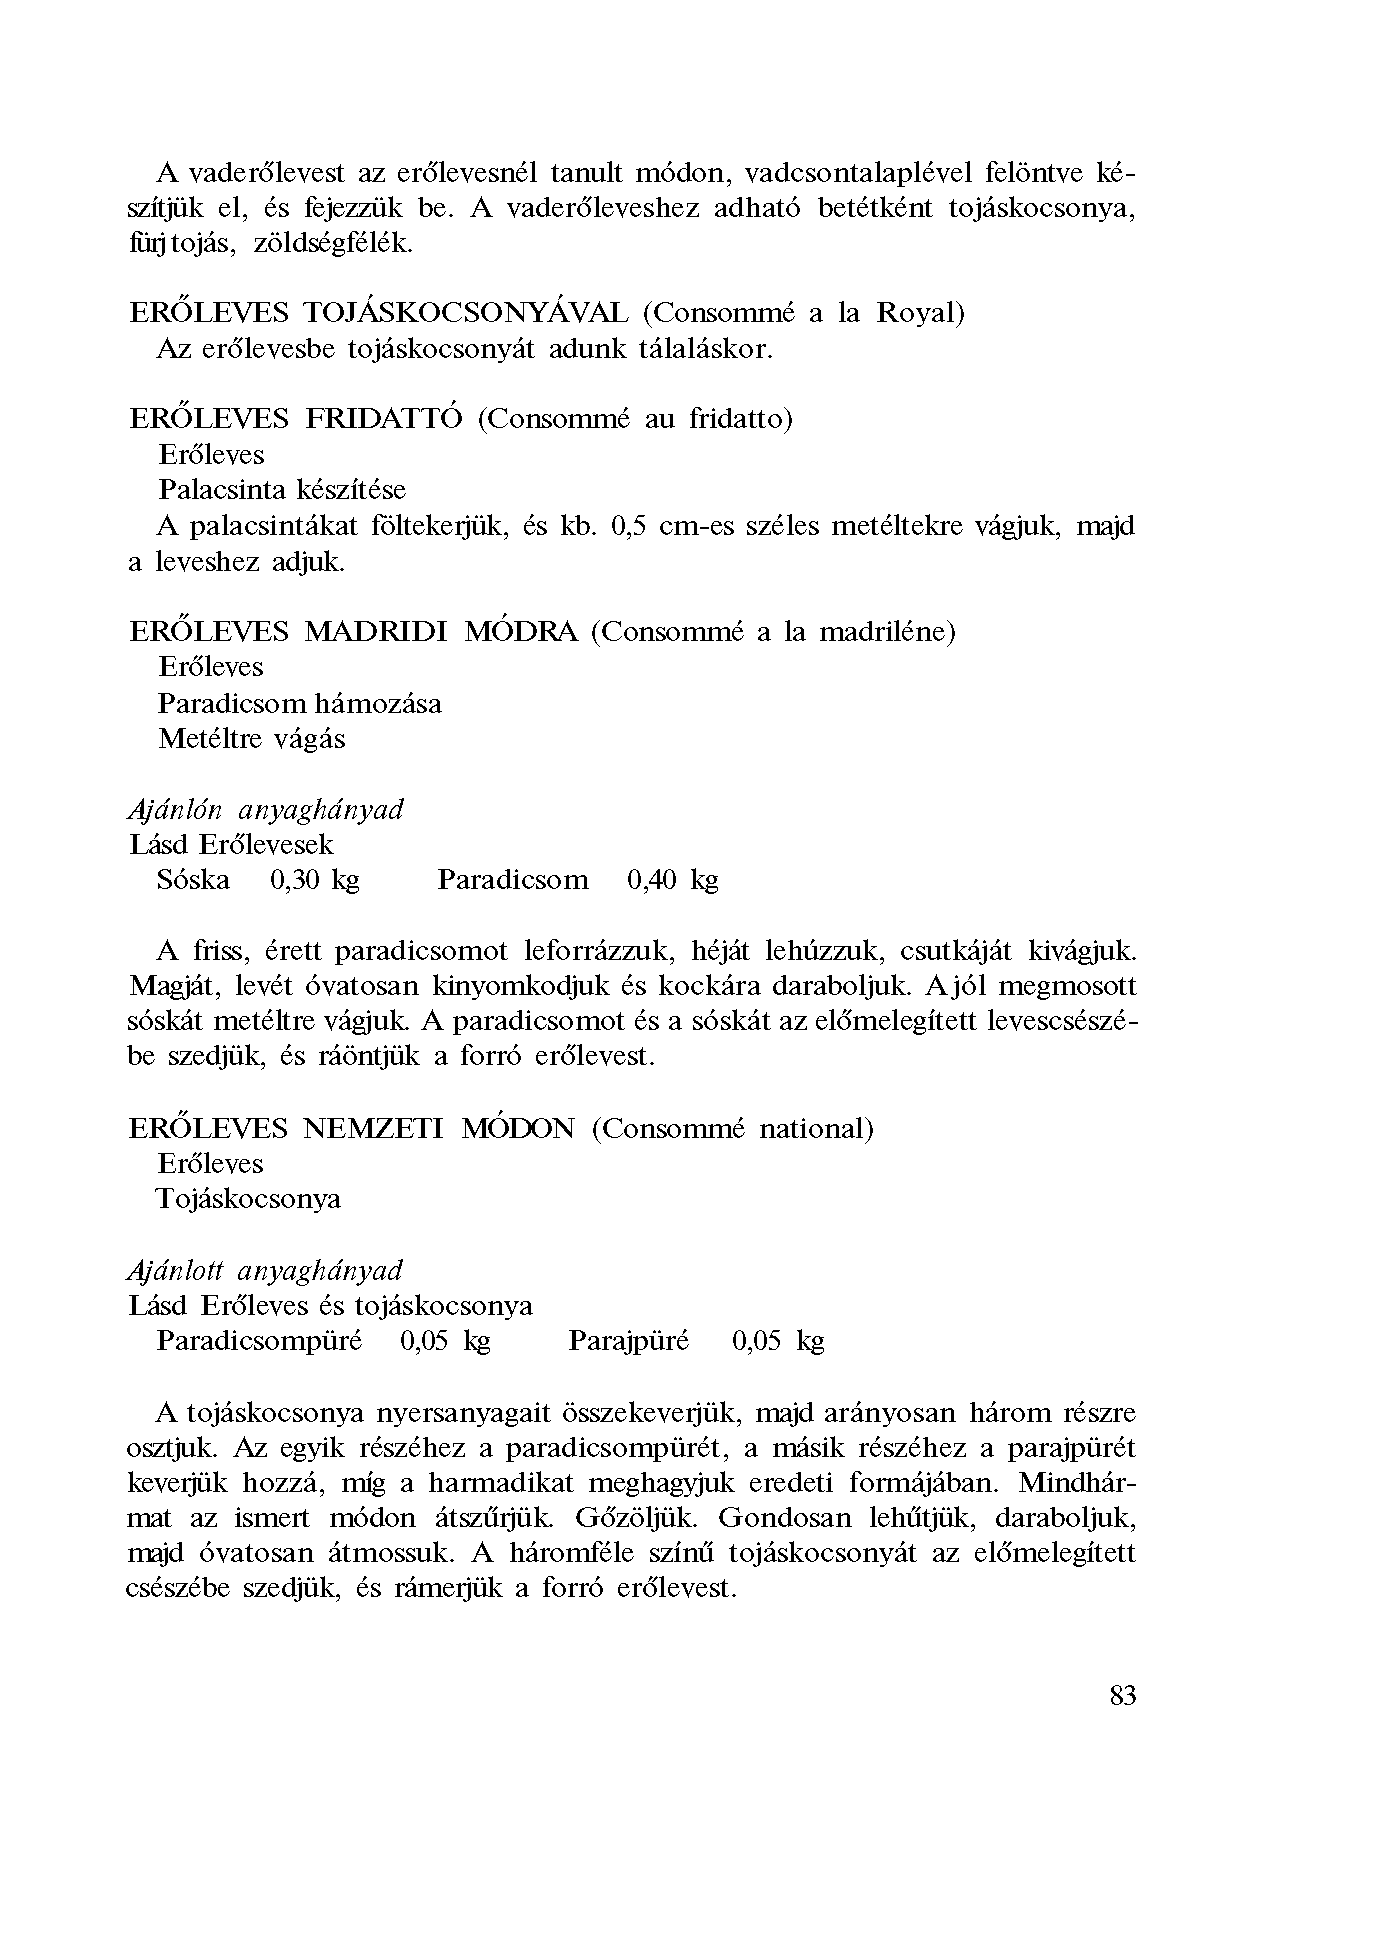 A vaderőlevest az erőlevesnél tanult módon, vadcsontalaplével felöntve ké-
szítjük el, és fejezzük be. A vaderőleveshez adható betétként tojáskocsonya,
fürj tojás, zöldségfélék.
ERŐLEVES TOJÁSKOCSONYÁVAL (Consommé a la Royal)
Az erőlevesbe tojáskocsonyát adunk tálaláskor.
ERŐLEVES FRIDATTÓ (Consommé au fridatto)
Erőleves
Palacsinta készítése
A palacsintákat föltekerjük, és kb. 0,5 cm-es széles metéltekre vágjuk, majd
a leveshez adjuk.
ERŐLEVES MADRIDI MÓDRA (Consommé a la madriléne)
Erőleves
Paradicsom hámozása
Metéltre vágás
Ajánlón anyaghányad
Lásd Erőlevesek
Sóska 0,30 kg Paradicsom 0,40 kg
A friss, érett paradicsomot leforrázzuk, héját lehúzzuk, csutkáját kivágjuk.
Magját, levét óvatosan kinyomkodjuk és kockára daraboljuk. A jól megmosott
sóskát metéltre vágjuk. A paradicsomot és a sóskát az előmelegített levescsészé-
be szedjük, és ráöntjük a forró erőlevest.
ERŐLEVES NEMZETI MÓDON (Consommé national)
Erőleves
Tojáskocsonya
Ajánlott anyaghányad
Lásd Erőleves és tojáskocsonya
Paradicsompüré 0,05 kg Parajpüré 0,05 kg
A tojáskocsonya nyersanyagait összekeverjük, majd arányosan három részre
osztjuk. Az egyik részéhez a paradicsompürét, a másik részéhez a parajpürét
keverjük hozzá, míg a harmadikat meghagyjuk eredeti formájában. Mindhár-
mat az ismert módon átszűrjük. Gőzöljük. Gondosan lehűtjük, daraboljuk,
majd óvatosan átmossuk. A háromféle színű tojáskocsonyát az előmelegített
csészébe szedjük, és rámerjük a forró erőlevest.
83